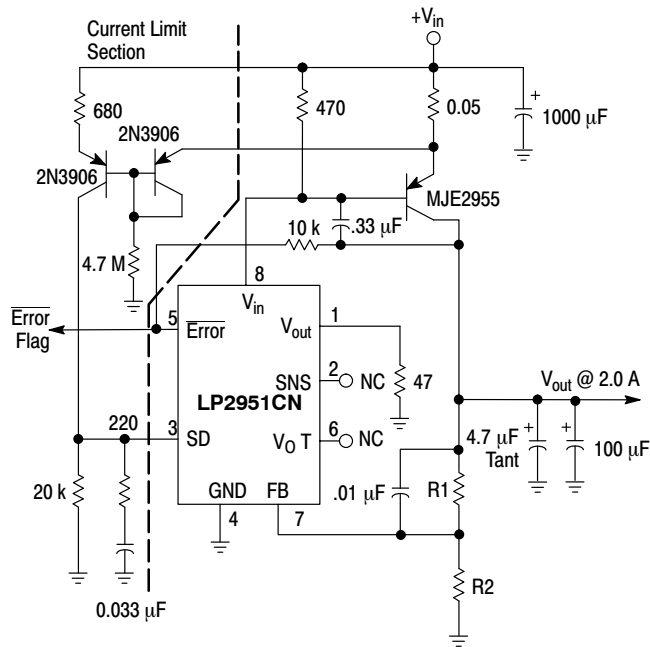 Current Limit
Section
+Vin
680
470
0.05
1000 µF
2N3906
2N3906
MJE2955
10 k
.33 µF
4.7 M
8
Vin
Error
Flag
5
Error
Vout
1
SNS
2
NC
47
LP2951CN
Vout @ 2.0 A
220
3
SD
VO T
6
NC
4.7 µF
Tant
100 µF
20 k
GND
FB
.01 µF
R1
4
7
R2
0.033 µF